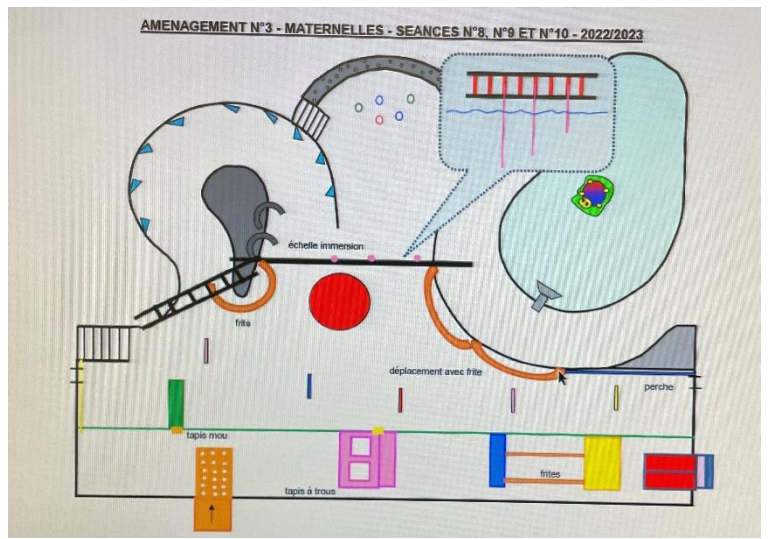 AMENAGEMENT N°3 - MATERNELLES - SEANCES N°8, N°9 ET N°10 - 2022/2023
échelle immersion
frite
déplacement avec frite
perche
tapis mou
frites
tapis à trous